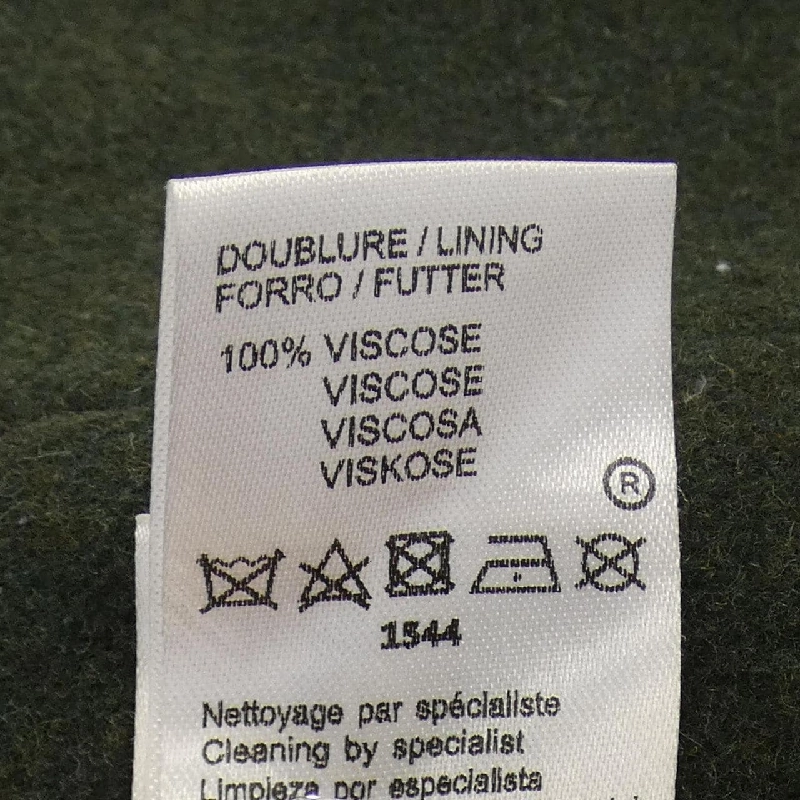 DOUBLURE / LINING
FORRO / FUTTER
100% VISCOSE
VISCOSE
VISCOSA
VISKOSE
®
1544
Nettoyage par spécialiste
Cleaning by specialist
Limpieza por especialista